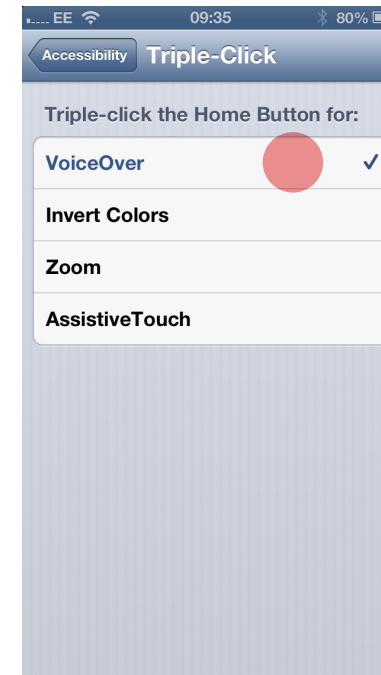 EE 09:35 80%
Accessibility Triple-Click
Triple-click the Home Button for:
VoiceOver
Invert Colors
Zoom
AssistiveTouch